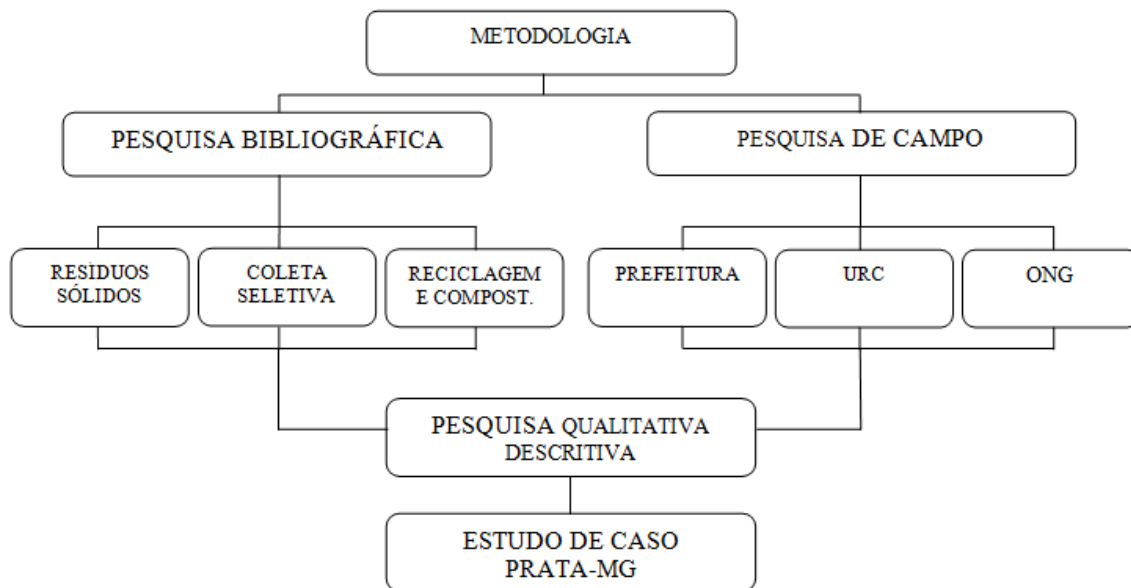 METODOLOGIA
PESQUISA BIBLIOGRÁFICA
PESQUISA DE CAMPO
RESÍDUOS
SÓLIDOS
COLETA
SELETIVA
RECICLAGEM
E COMPOST.
PREFEITURA
URC
ONG
PESQUISA QUALITATIVA
DESCRITIVA
ESTUDO DE CASO
PRATA-MG